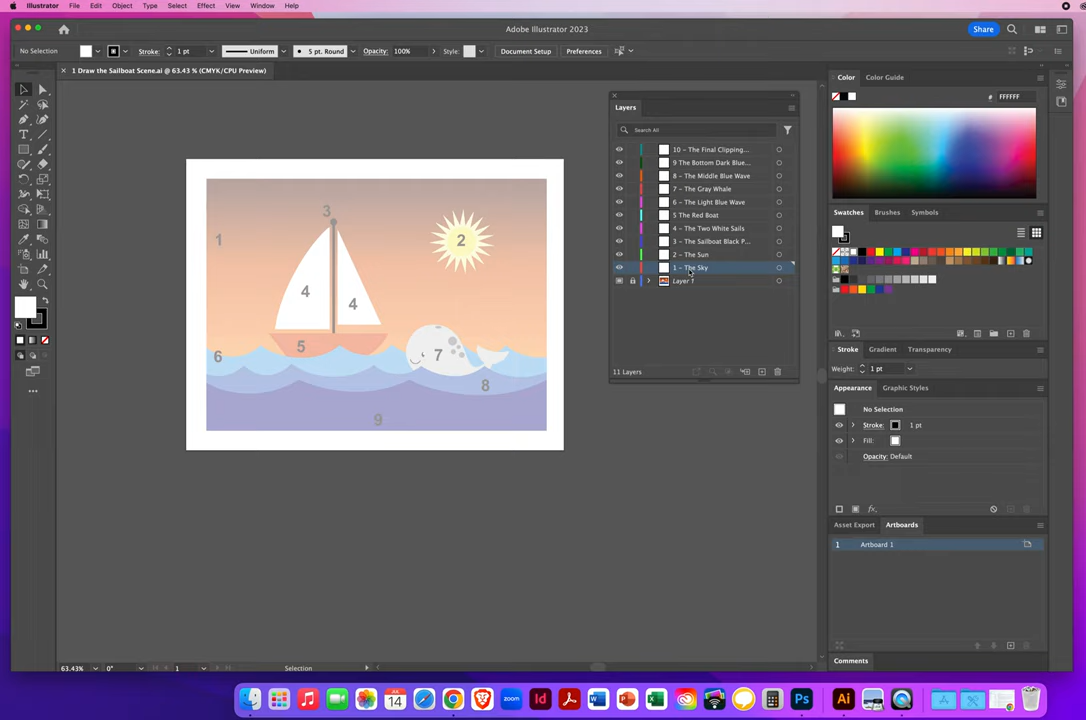 Illustrator File Edit Object Type Select Effect View Window Help
Adobe Illustrator 2023
Share
No Selection Stroke: 1 pt Uniform 5 pt. Round Opacity: 100% Style: Document Setup Preferences
1 Draw the Sailboat Scene.ai @ 63.43 % (CMYK/CPU Preview)
Layers
Search All
10 - The Final Clipping...
9 The Bottom Dark Blue...
8 - The Middle Blue Wave
7 - The Gray Whale
6 - The Light Blue Wave
5 The Red Boat
4 - The Two White Sails
3 - The Sailboat Black P...
2 - The Sun
1 - The Sky
Layer 1
11 Layers
1
2
3
4
4
5
6
7
8
9
Color Color Guide
# FFFFFF
Swatches Brushes Symbols
Stroke Gradient Transparency
Weight: 1 pt
Appearance Graphic Styles
No Selection
Stroke: 1 pt
Fill:
Opacity: Default
fx
Asset Export Artboards
1 Artboard 1
Comments
63.43% 0° 1 Selection
JUL
14
zoom
Id
W
P
X
Ps
Ai